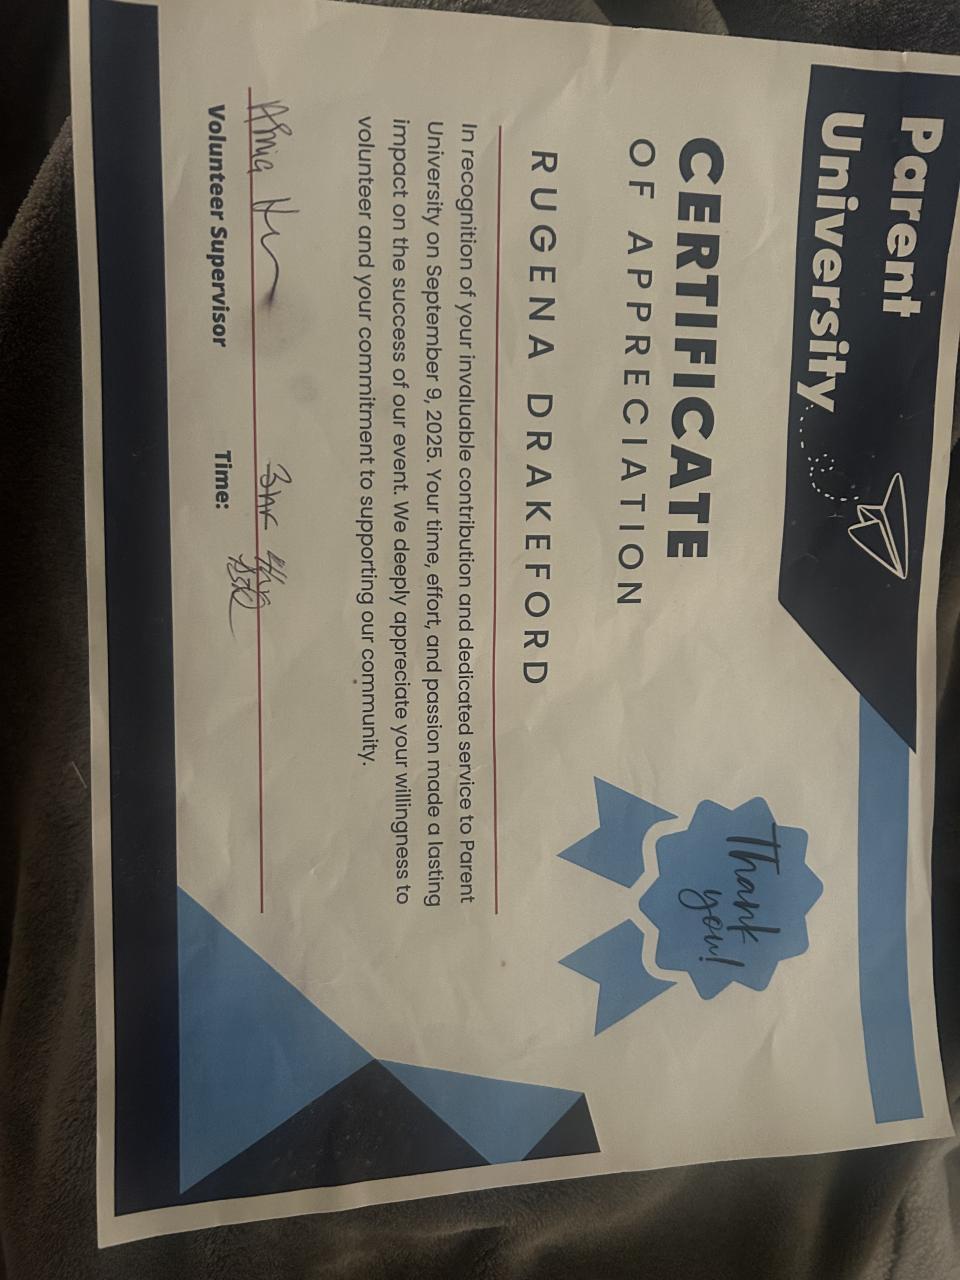 Parent
University
CERTIFICATE
OF APPRECIATION
Thank
you!
RUGENA DRAKEFORD
In recognition of your invaluable contribution and dedicated service to Parent
University on September 9, 2025. Your time, effort, and passion made a lasting
impact on the success of our event. We deeply appreciate your willingness to
volunteer and your commitment to supporting our community.
3hr
Volunteer Supervisor
Time: